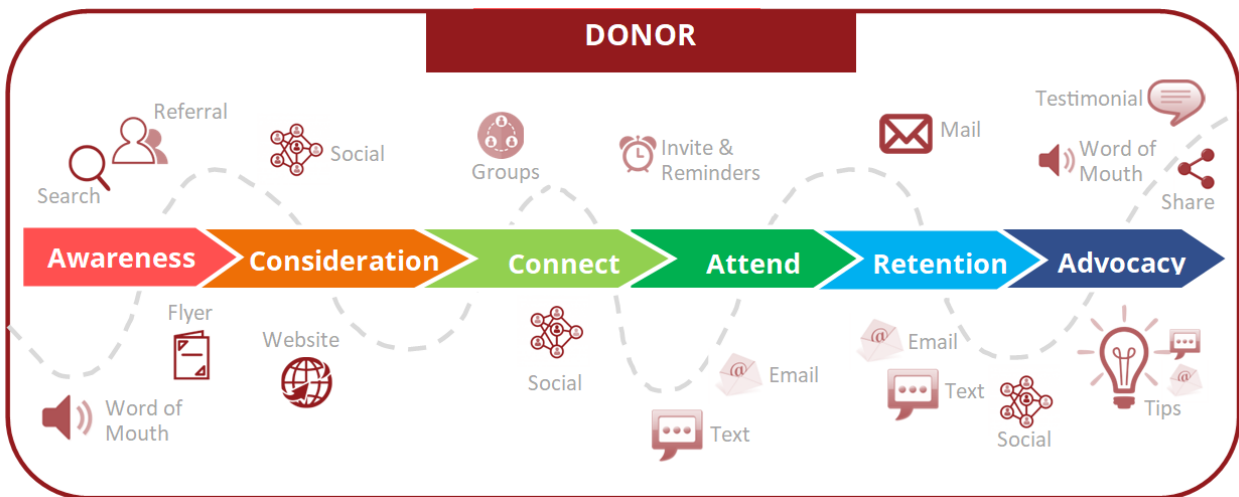 DONOR
Referral
Search
Social
Groups
Invite &
Reminders
Mail
Testimonial
Word of
Mouth
Share
Awareness
Consideration
Connect
Attend
Retention
Advocacy
Flyer
Word of
Mouth
Website
Social
@
Email
Text
@
Email
Text
Social
@
Tips